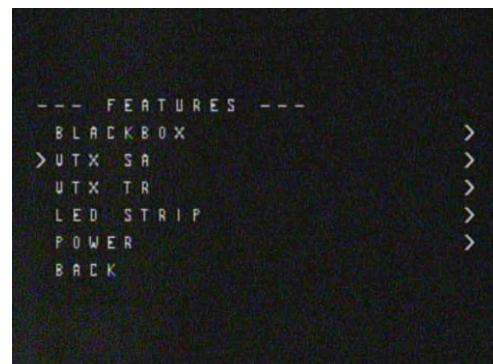 --- FEATURES ---
BLACKBOX >
>VTX SA >
VTX TR >
LED STRIP >
POWER >
BACK